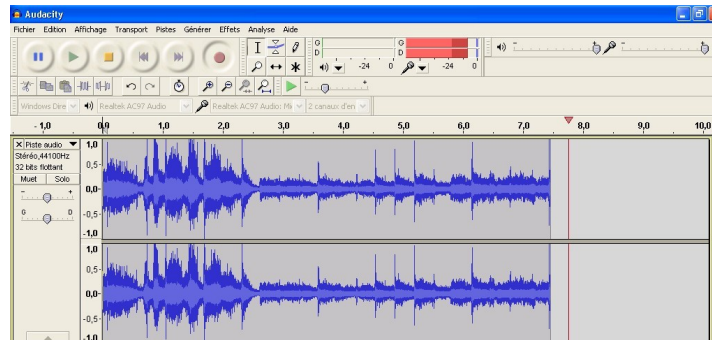 Audacity
Fichier Edition Affichage Transport Pistes Générer Effets Analyse Aide
G G
D D
-24 0 -24 0
Windows Dire Realtek AC97 Audio Realtek AC97 Audio: Mi 2 canaux d'en
- 1,0 0,0 1,0 2,0 3,0 4,0 5,0 6,0 7,0 8,0 9,0 10,0
Piste audio
Stéréo,44100Hz
32 bits flottant
Muet Solo
- +
G D
1,0
0,5-
0,0-
-0,5-
-1,0
1,0
0,5-
0,0-
-0,5-
-1,0